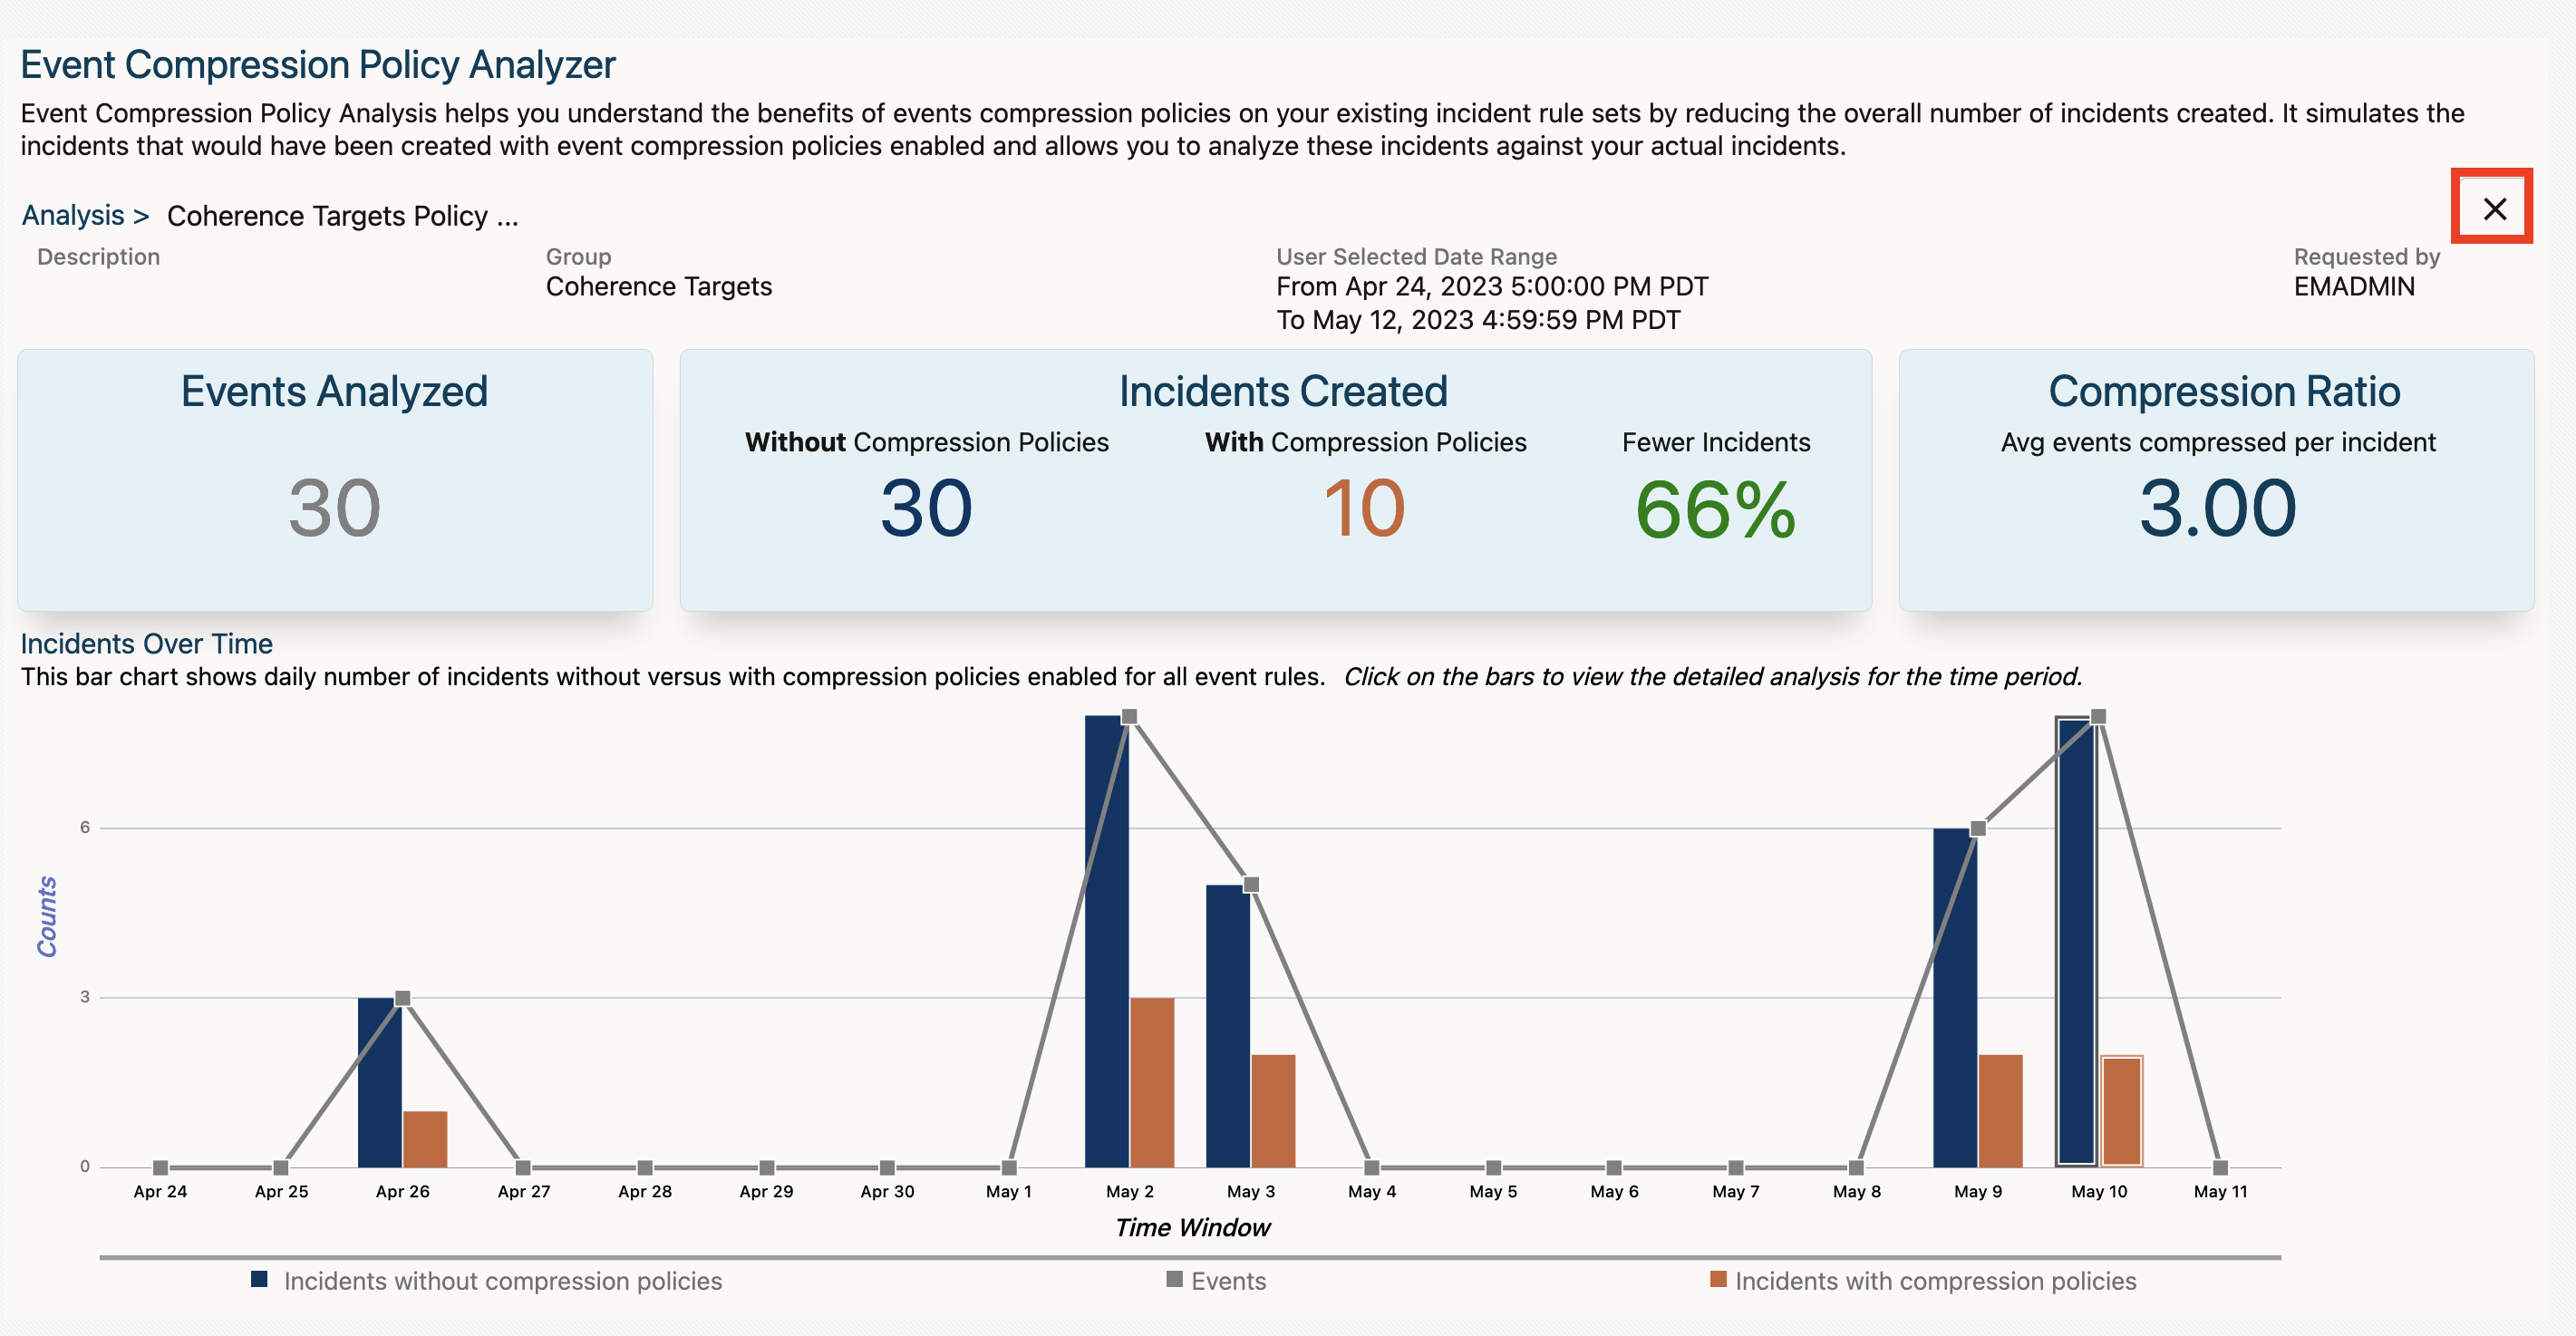 Event Compression Policy Analyzer
Event Compression Policy Analysis helps you understand the benefits of events compression policies on your existing incident rule sets by reducing the overall number of incidents created. It simulates the
incidents that would have been created with event compression policies enabled and allows you to analyze these incidents against your actual incidents.
Analysis > Coherence Targets Policy ...
Description
Group
Coherence Targets
User Selected Date Range
From Apr 24, 2023 5:00:00 PM PDT
To May 12, 2023 4:59:59 PM PDT
Requested by
EMADMIN
Events Analyzed
30
Incidents Created
Without Compression Policies
30
With Compression Policies
10
Fewer Incidents
66%
Compression Ratio
Avg events compressed per incident
3.00
Incidents Over Time
This bar chart shows daily number of incidents without versus with compression policies enabled for all event rules. Click on the bars to view the detailed analysis for the time period.
Counts
6
3
0
Apr 24 Apr 25 Apr 26 Apr 27 Apr 28 Apr 29 Apr 30 May 1 May 2 May 3 May 4 May 5 May 6 May 7 May 8 May 9 May 10 May 11
Time Window
Incidents without compression policies Events Incidents with compression policies